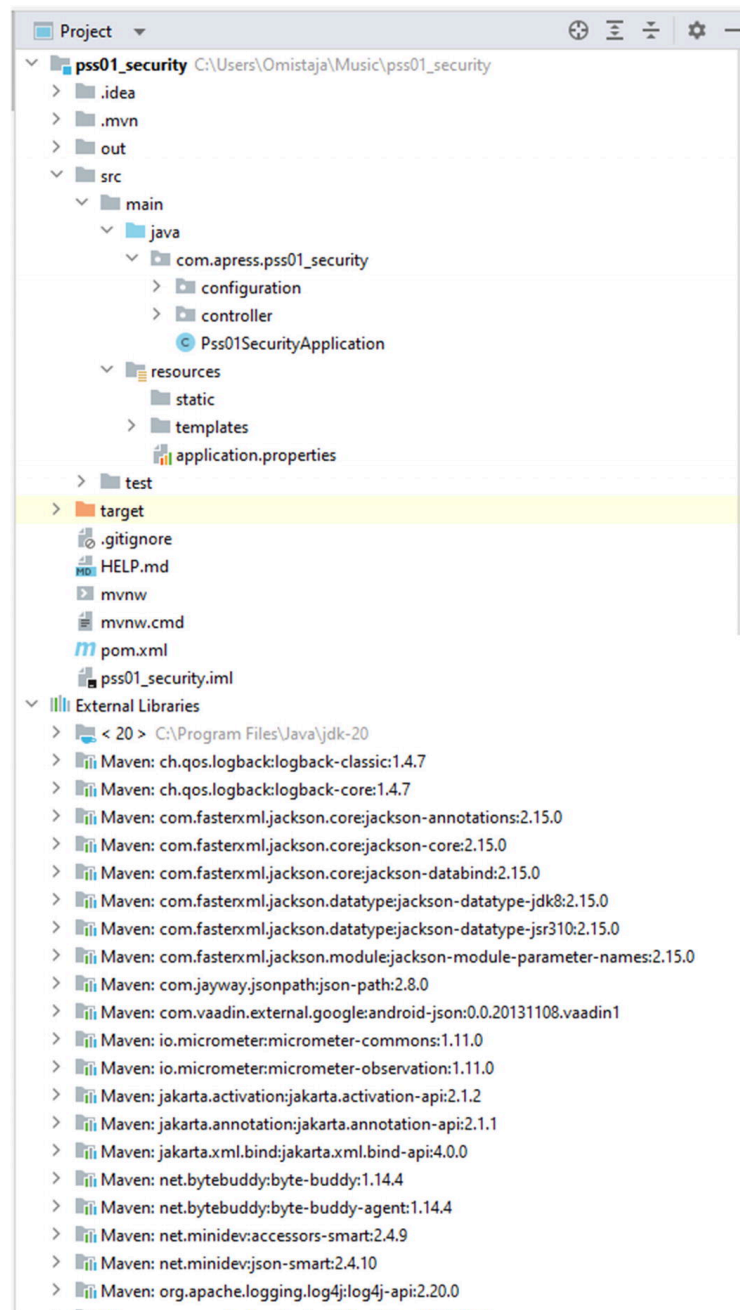 Project
pss01_security C:\Users\Omistaja\Music\pss01_security
.idea
.mvn
out
src
main
java
com.apress.pss01_security
configuration
controller
C Pss01SecurityApplication
resources
static
templates
application.properties
test
target
.gitignore
MD HELP.md
mvnw
mvnw.cmd
m pom.xml
pss01_security.iml
External Libraries
< 20 > C:\Program Files\Java\jdk-20
Maven: ch.qos.logback:logback-classic:1.4.7
Maven: ch.qos.logback:logback-core:1.4.7
Maven: com.fasterxml.jackson.core:jackson-annotations:2.15.0
Maven: com.fasterxml.jackson.core:jackson-core:2.15.0
Maven: com.fasterxml.jackson.core:jackson-databind:2.15.0
Maven: com.fasterxml.jackson.datatype:jackson-datatype-jdk8:2.15.0
Maven: com.fasterxml.jackson.datatype:jackson-datatype-jsr310:2.15.0
Maven: com.fasterxml.jackson.module:jackson-module-parameter-names:2.15.0
Maven: com.jayway.jsonpath:json-path:2.8.0
Maven: com.vaadin.external.google:android-json:0.0.20131108.vaadin1
Maven: io.micrometer:micrometer-commons:1.11.0
Maven: io.micrometer:micrometer-observation:1.11.0
Maven: jakarta.activation:jakarta.activation-api:2.1.2
Maven: jakarta.annotation:jakarta.annotation-api:2.1.1
Maven: jakarta.xml.bind:jakarta.xml.bind-api:4.0.0
Maven: net.bytebuddy:byte-buddy:1.14.4
Maven: net.bytebuddy:byte-buddy-agent:1.14.4
Maven: net.minidev:accessors-smart:2.4.9
Maven: net.minidev:json-smart:2.4.10
Maven: org.apache.logging.log4j:log4j-api:2.20.0